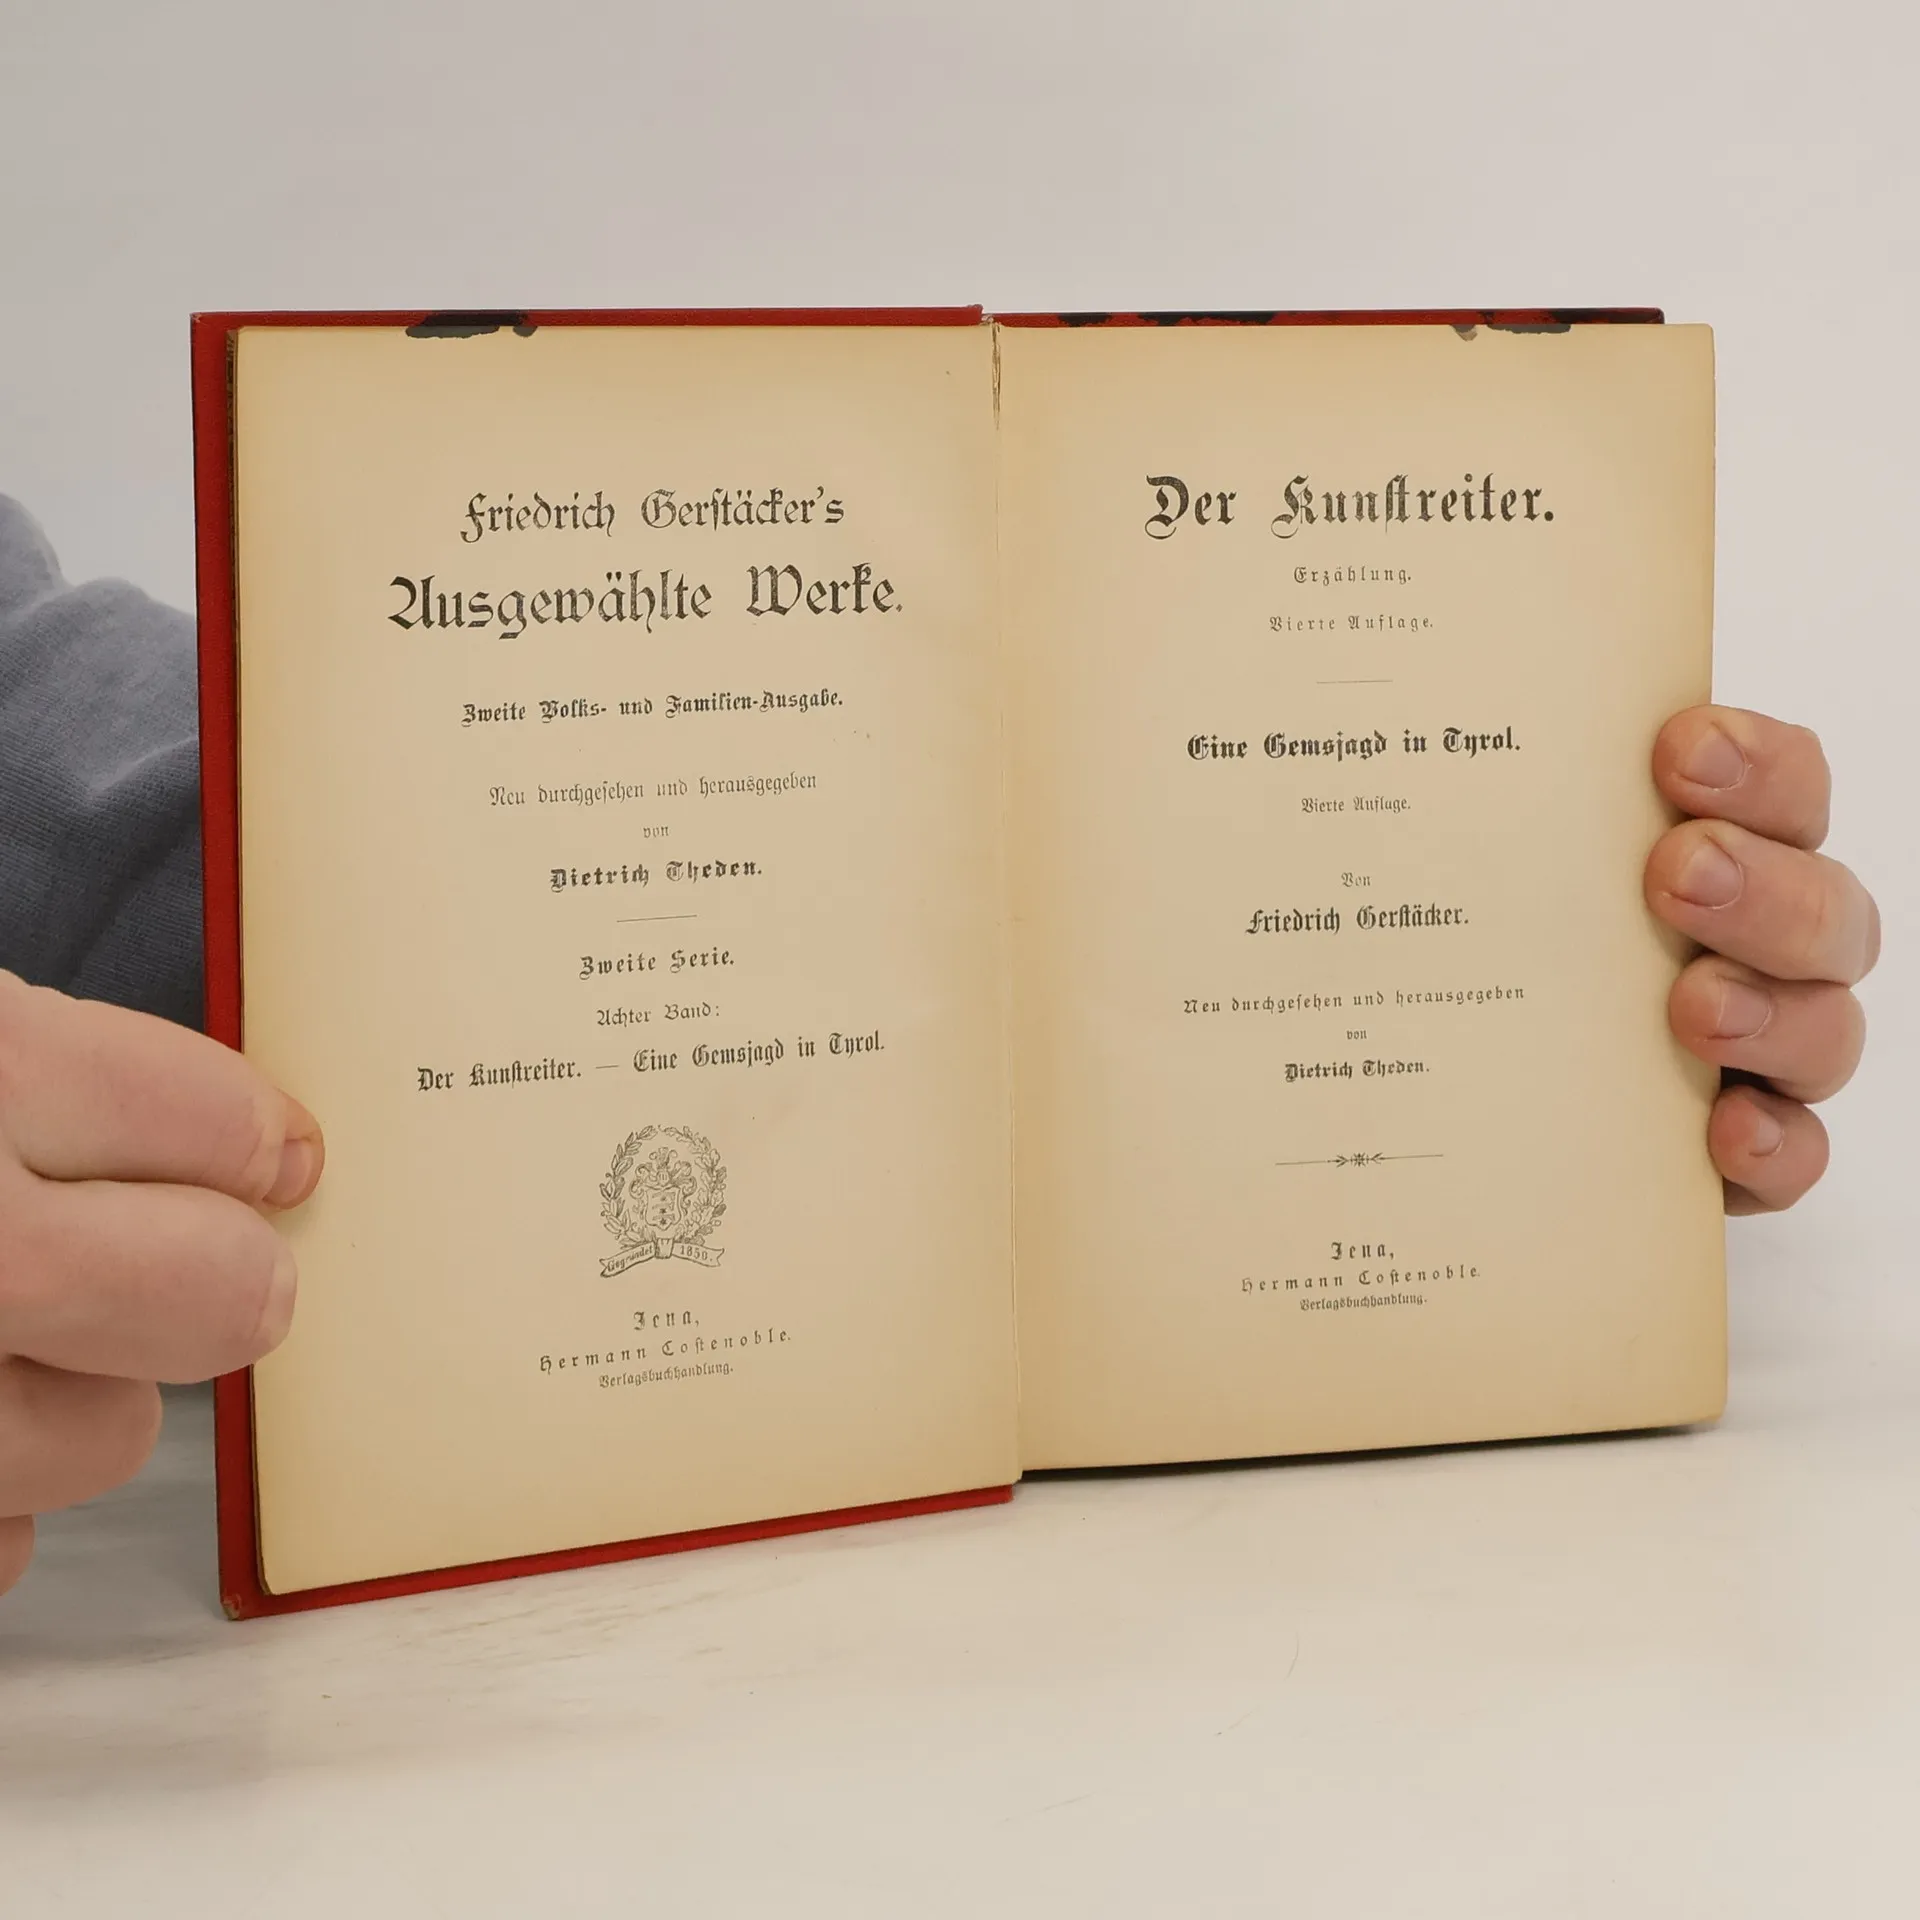 Friedrich Gerstäcker's
Ausgewählte Werke.
Zweite Volks- und Familien-Ausgabe.
Neu durchgesehen und herausgegeben
von
Dietrich Theden.
Zweite Serie.
Achter Band:
Der Kunstreiter. — Eine Gemsjagd in Tyrol.
Gegründet 1850.
Jena,
Hermann Costenoble.
Verlagsbuchhandlung.
Der Kunstreiter.
Erzählung.
Vierte Auflage.
Eine Gemsjagd in Tyrol.
Vierte Auflage.
Von
Friedrich Gerstäcker.
Neu durchgesehen und herausgegeben
von
Dietrich Theden.
Jena,
Hermann Costenoble.
Verlagsbuchhandlung.